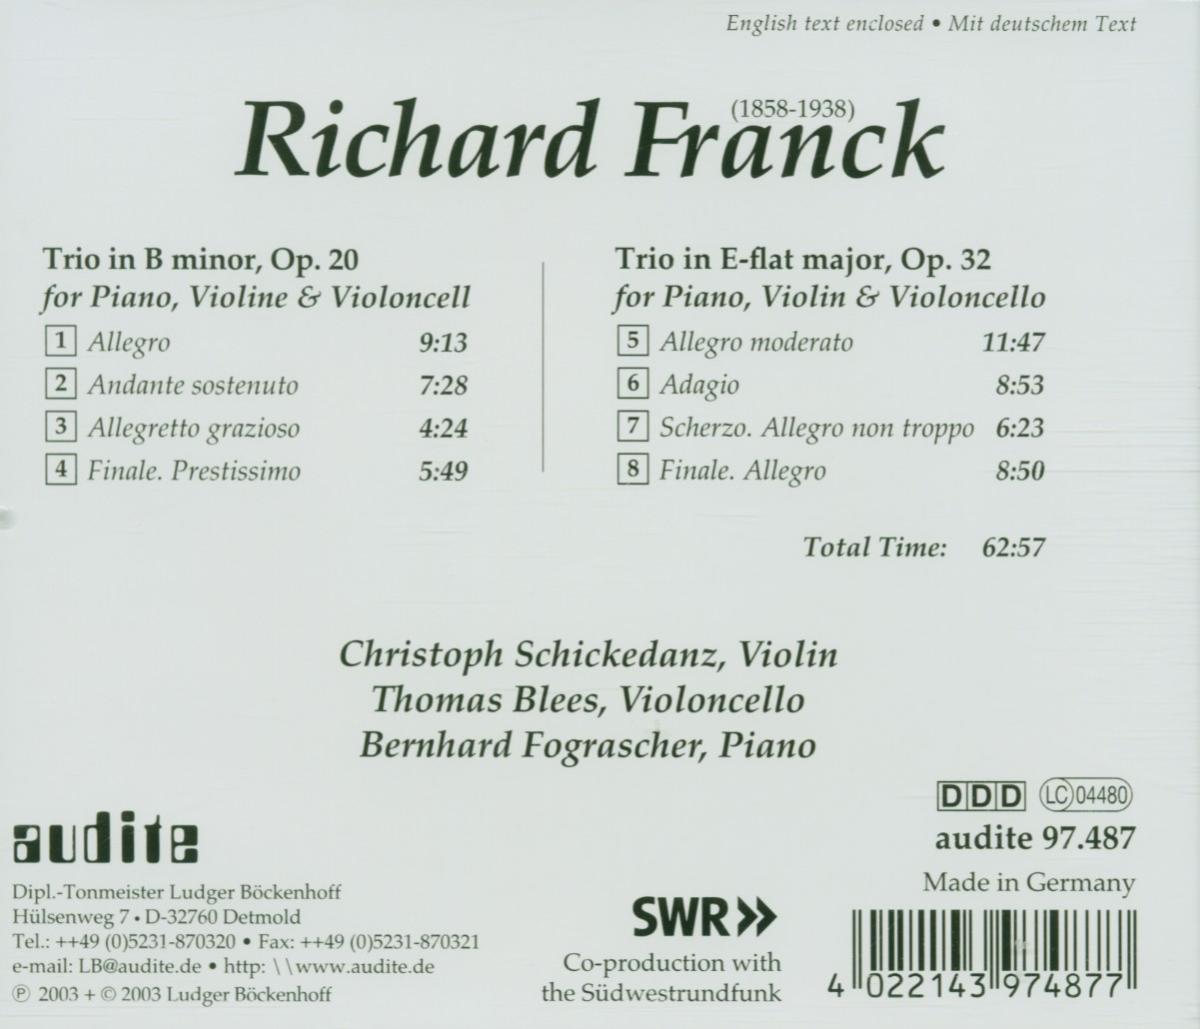 English text enclosed • Mit deutschem Text
(1858-1938)
Richard Franck
Trio in B minor, Op. 20
for Piano, Violine & Violoncell
1 Allegro 9:13
2 Andante sostenuto 7:28
3 Allegretto grazioso 4:24
4 Finale. Prestissimo 5:49
Trio in E-flat major, Op. 32
for Piano, Violin & Violoncello
5 Allegro moderato 11:47
6 Adagio 8:53
7 Scherzo. Allegro non troppo 6:23
8 Finale. Allegro 8:50
Total Time: 62:57
Christoph Schickedanz, Violin
Thomas Blees, Violoncello
Bernhard Fograscher, Piano
audite
Dipl.-Tonmeister Ludger Böckenhoff
Hülsenweg 7 • D-32760 Detmold
Tel.: ++49 (0)5231-870320 • Fax: ++49 (0)5231-870321
e-mail: LB@audite.de • http: \\www.audite.de
℗ 2003 + © 2003 Ludger Böckenhoff
SWR
Co-production with
the Südwestrundfunk
DDD LC 04480
audite 97.487
Made in Germany
4 022143 974877